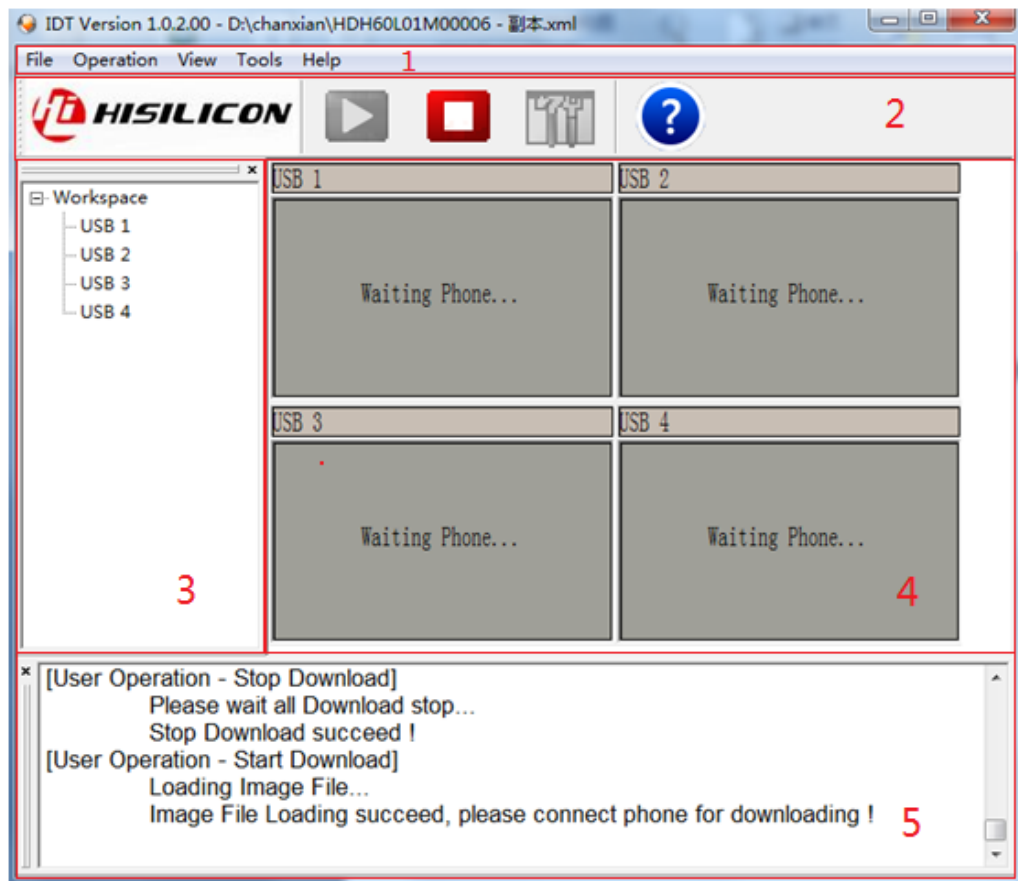 IDT Version 1.0.2.00 - D:\chanxian\HDH60L01M00006 - 副本.xml
File Operation View Tools Help 1
HISILICON ? 2
Workspace
USB 1
USB 2
USB 3
USB 4
3
USB 1 USB 2
Waiting Phone... Waiting Phone...
USB 3 USB 4
Waiting Phone... Waiting Phone...
4
[User Operation - Stop Download]
Please wait all Download stop...
Stop Download succeed !
[User Operation - Start Download]
Loading Image File...
Image File Loading succeed, please connect phone for downloading !
5